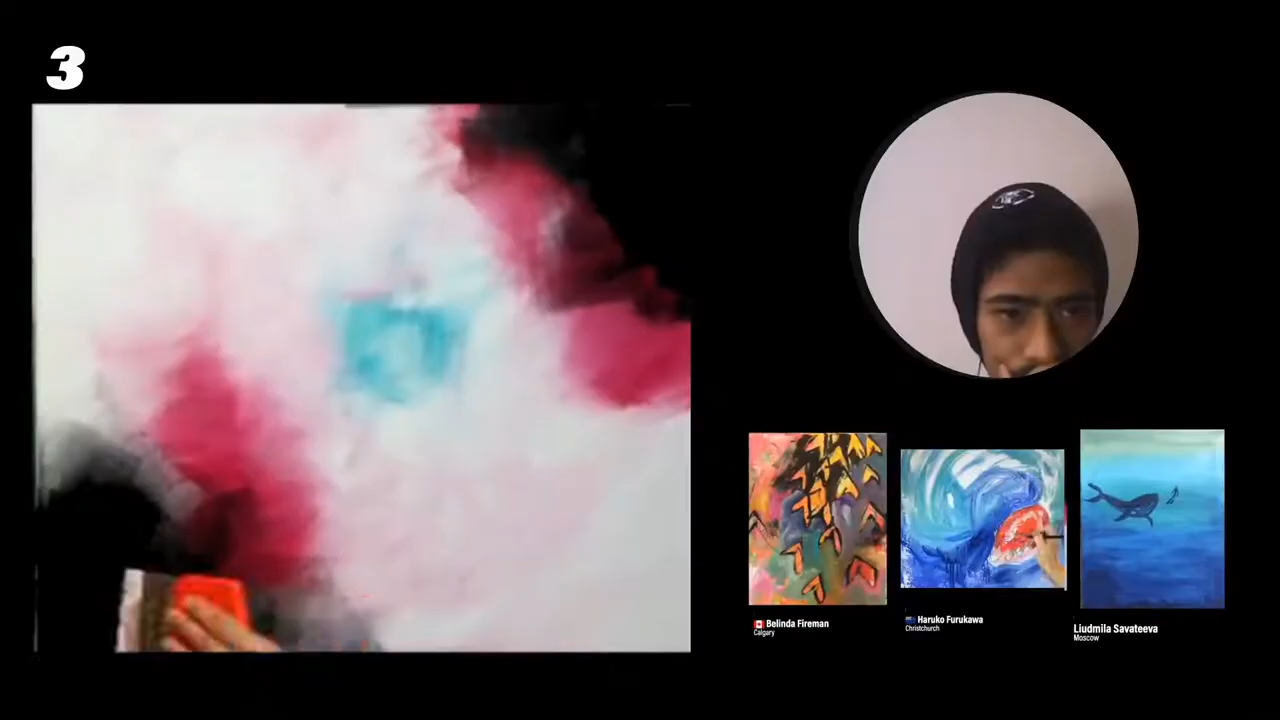 3
Belinda Fireman
Calgary
Haruko Furukawa
Christchurch
Liudmila Savateeva
Moscow